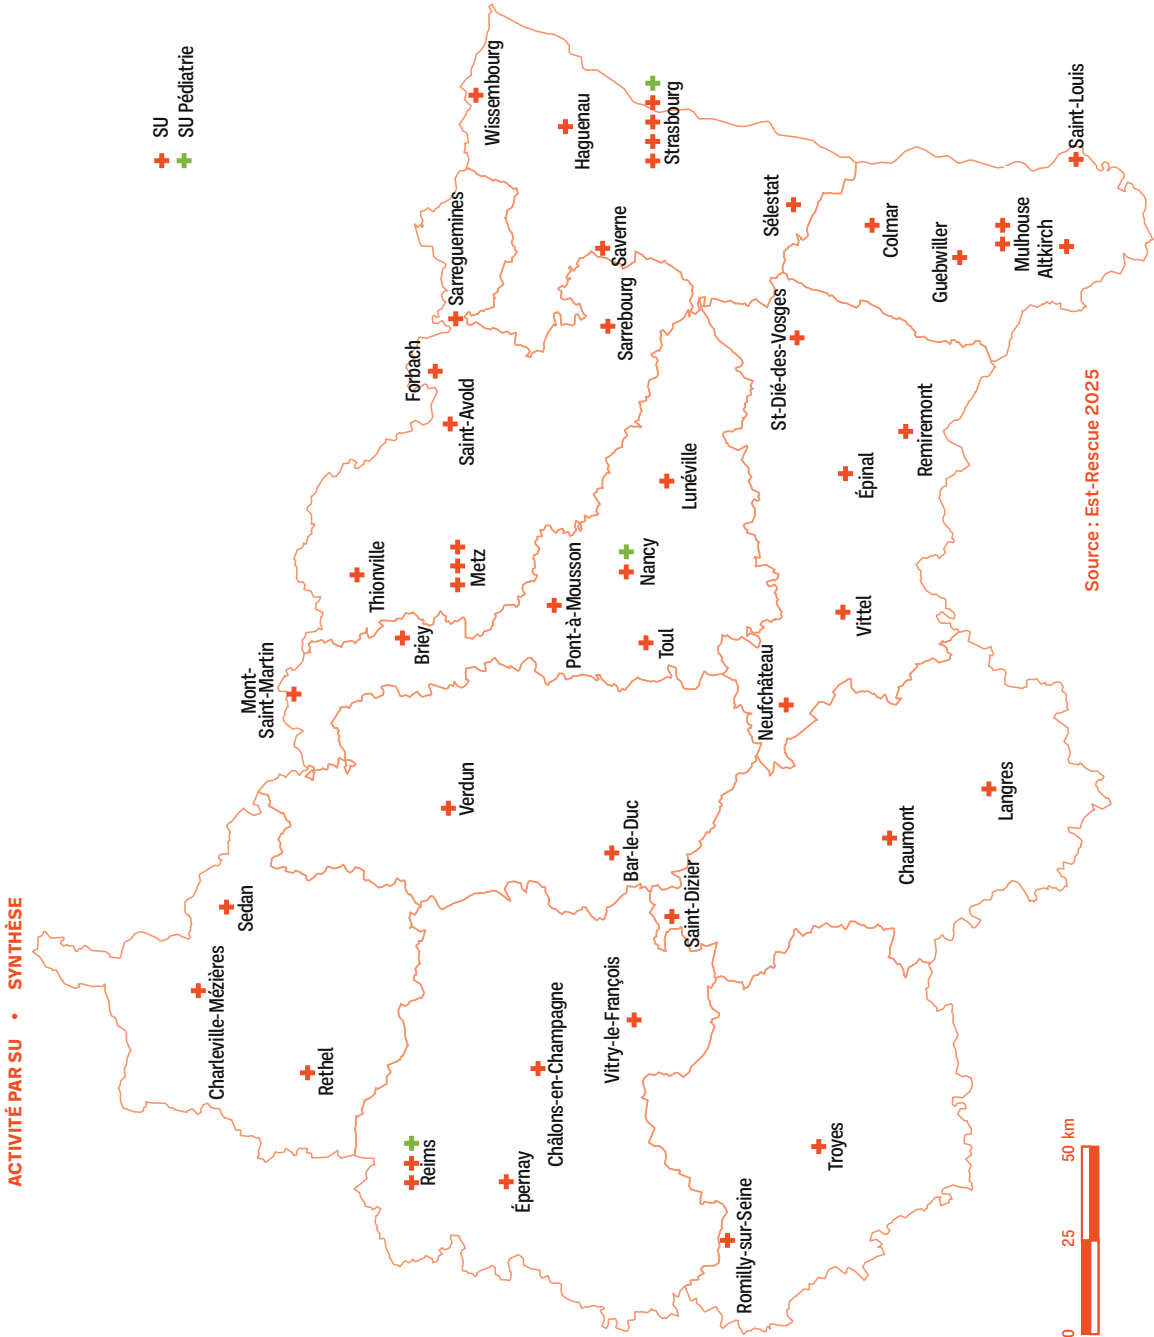 ACTIVITÉ PAR SU • SYNTHÈSE
SU
SU Pédiatrie
Charleville-Mézières
Sedan
Rethel
Mont-
Saint-Martin
Thionville
Briey
Forbach
Saint-Avold
Sarreguemines
Wissembourg
Reims
Verdun
Metz
Haguenau
Épernay
Châlons-en-Champagne
Pont-à-Mousson
Sarrebourg
Saverne
Vitry-le-François
Bar-le-Duc
Toul
Nancy
Lunéville
Strasbourg
Saint-Dizier
Romilly-sur-Seine
Neufchâteau
St-Dié-des-Vosges
Sélestat
Troyes
Vittel
Épinal
Colmar
Chaumont
Remiremont
Guebwiller
Langres
Mulhouse
Altkirch
Saint-Louis
0 25 50 km
Source : Est-Rescue 2025